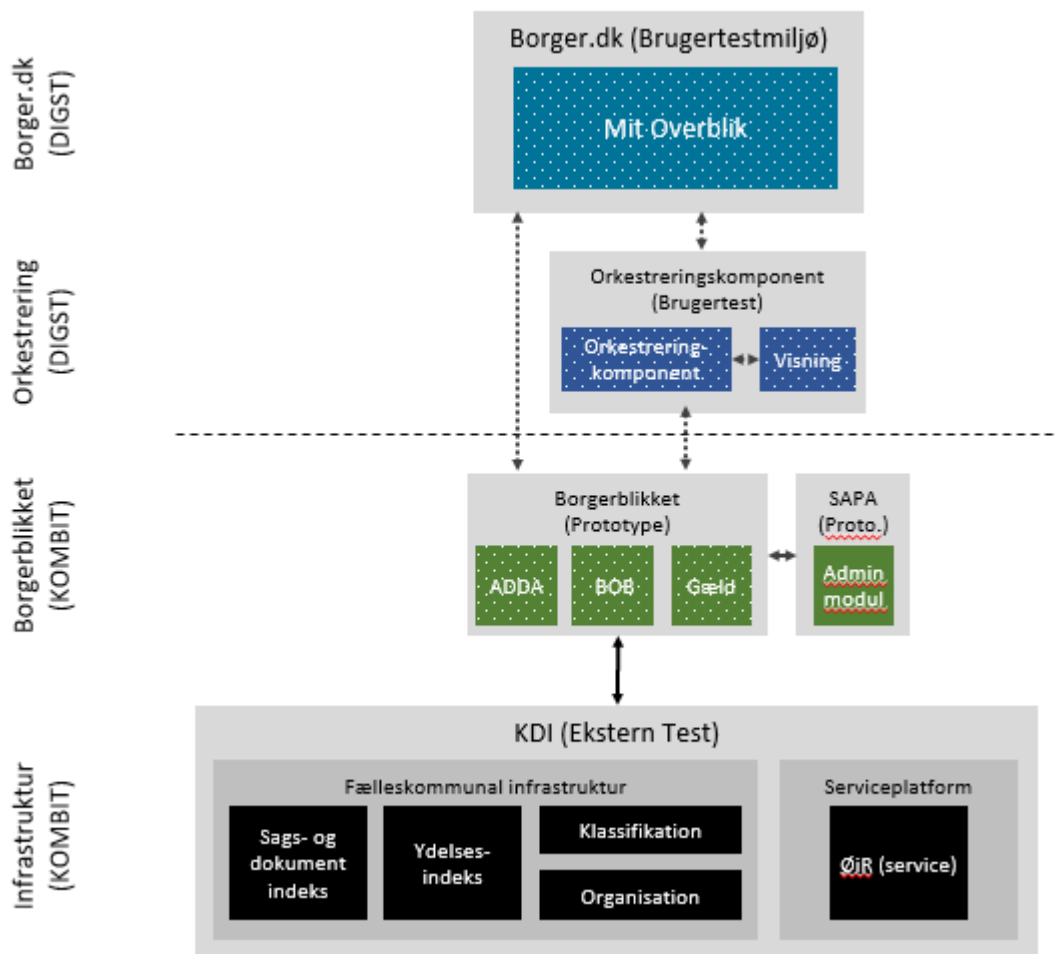 Borger.dk
(DIGST)
Borger.dk (Brugertestmiljø)
Mit Overblik
Orkestrering
(DIGST)
Orkestreringskomponent
(Brugertest)
Orkestrering-
komponent
Visning
Borgerblikket
(KOMBIT)
Borgerblikket
(Prototype)
ADDA
BOB
Gæld
SAPA
(Proto.)
Admin
modul
Infrastruktur
(KOMBIT)
KDI (Ekstern Test)
Fælleskommunal infrastruktur
Sags- og
dokument
indeks
Ydelses-
indeks
Klassifikation
Organisation
Serviceplatform
ØiR (service)